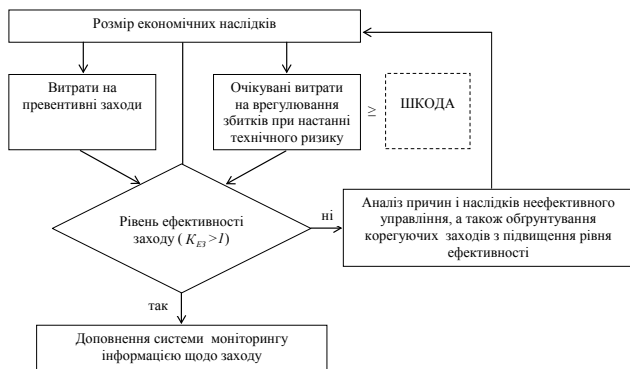 Розмір економічних наслідків
Витрати на
превентивні заходи
Очікувані витрати
на врегулювання
збитків при настанні
технічного ризику
≥
ШКОДА
Рівень ефективності
заходу ( K_ЕЗ >1)
ні
Аналіз причин і наслідків неефективного
управління, а також обґрунтування
корегуючих заходів з підвищення рівня
ефективності
так
Доповнення системи моніторингу
інформацією щодо заходу